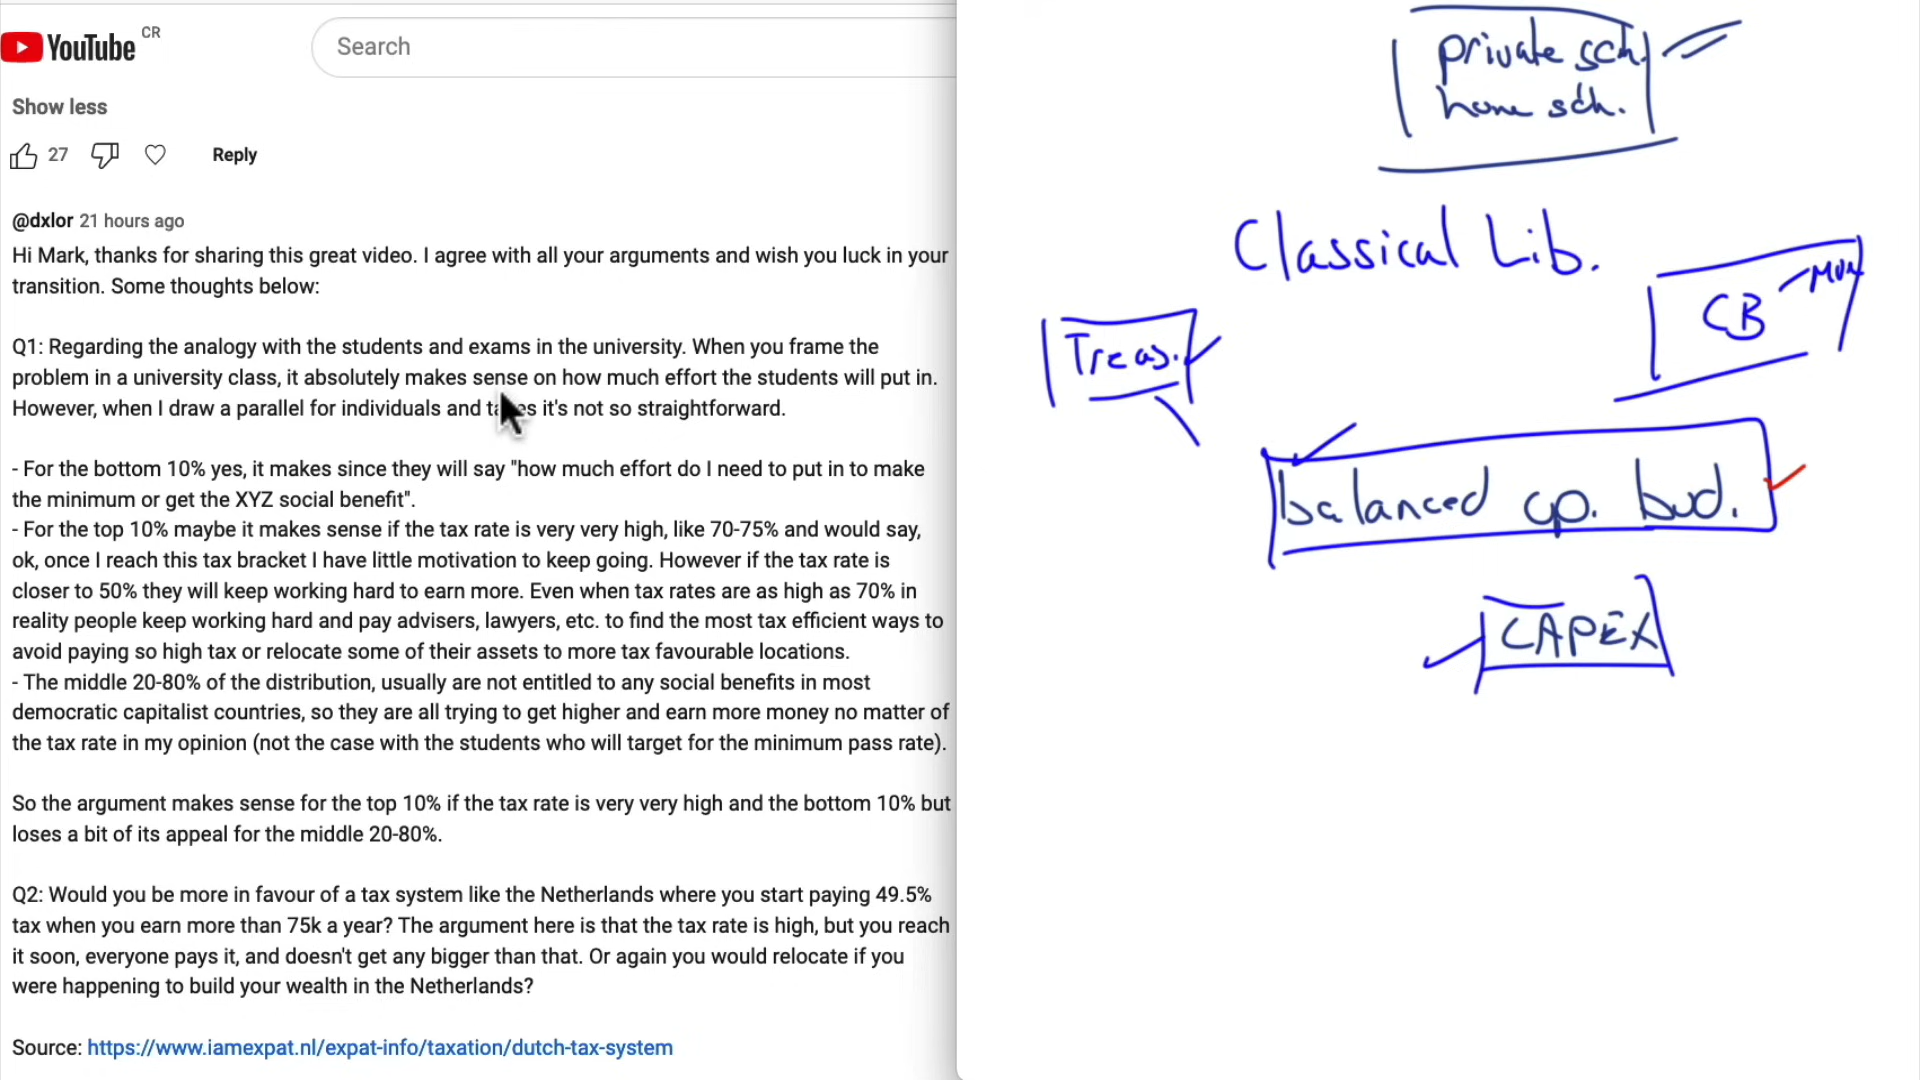 YouTube CR
Search
Show less
27 Reply
@dxlor 21 hours ago
Hi Mark, thanks for sharing this great video. I agree with all your arguments and wish you luck in your
transition. Some thoughts below:
Q1: Regarding the analogy with the students and exams in the university. When you frame the
problem in a university class, it absolutely makes sense on how much effort the students will put in.
However, when I draw a parallel for individuals and it's not so straightforward.
- For the bottom 10% yes, it makes since they will say "how much effort do I need to put in to make
the minimum or get the XYZ social benefit".
- For the top 10% maybe it makes sense if the tax rate is very very high, like 70-75% and would say,
ok, once I reach this tax bracket I have little motivation to keep going. However if the tax rate is
closer to 50% they will keep working hard to earn more. Even when tax rates are as high as 70% in
reality people keep working hard and pay advisers, lawyers, etc. to find the most tax efficient ways to
avoid paying so high tax or relocate some of their assets to more tax favourable locations.
- The middle 20-80% of the distribution, usually are not entitled to any social benefits in most
democratic capitalist countries, so they are all trying to get higher and earn more money no matter of
the tax rate in my opinion (not the case with the students who will target for the minimum pass rate).
So the argument makes sense for the top 10% if the tax rate is very very high and the bottom 10% but
loses a bit of its appeal for the middle 20-80%.
Q2: Would you be more in favour of a tax system like the Netherlands where you start paying 49.5%
tax when you earn more than 75k a year? The argument here is that the tax rate is high, but you reach
it soon, everyone pays it, and doesn't get any bigger than that. Or again you would relocate if you
were happening to build your wealth in the Netherlands?
Source: https://www.iamexpat.nl/expat-info/taxation/dutch-tax-system
private sch.
home sch.
Classical Lib.
CB
Treas.
balanced op. bud.
CAPEX